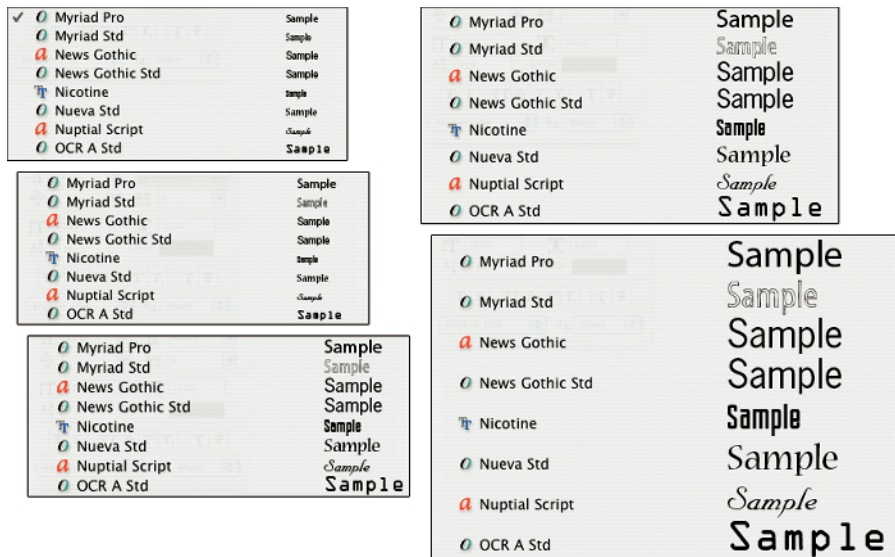 ✓ O Myriad Pro Sample
O Myriad Std Sample
a News Gothic Sample
O News Gothic Std Sample
Tr Nicotine Sample
O Nueva Std Sample
a Nuptial Script Sample
O OCR A Std Sample
O Myriad Pro Sample
O Myriad Std Sample
a News Gothic Sample
O News Gothic Std Sample
Tr Nicotine Sample
O Nueva Std Sample
a Nuptial Script Sample
O OCR A Std Sample
O Myriad Pro Sample
O Myriad Std Sample
a News Gothic Sample
O News Gothic Std Sample
Tr Nicotine Sample
O Nueva Std Sample
a Nuptial Script Sample
O OCR A Std Sample
O Myriad Pro Sample
O Myriad Std Sample
a News Gothic Sample
O News Gothic Std Sample
Tr Nicotine Sample
O Nueva Std Sample
a Nuptial Script Sample
O OCR A Std Sample
O Myriad Pro Sample
O Myriad Std Sample
a News Gothic Sample
O News Gothic Std Sample
Tr Nicotine Sample
O Nueva Std Sample
a Nuptial Script Sample
O OCR A Std Sample